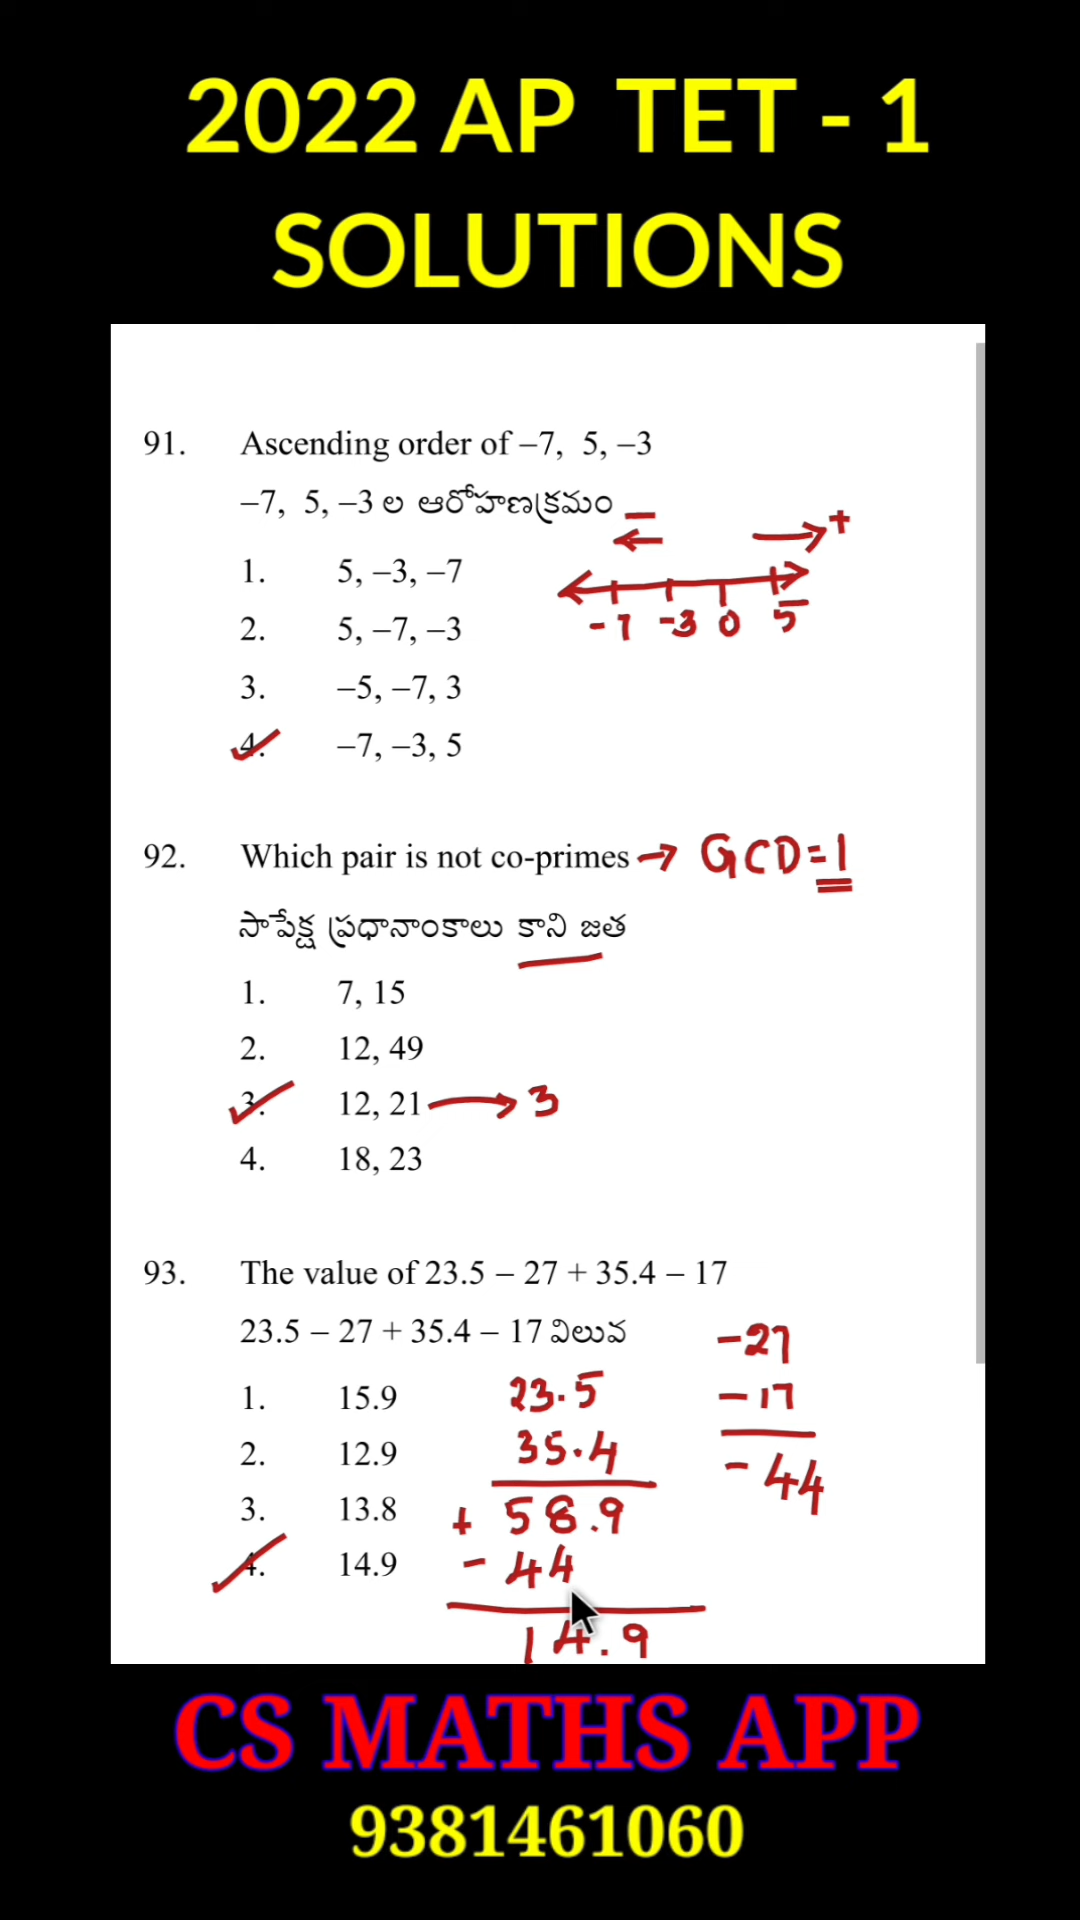 2022 AP TET - 1
SOLUTIONS
91. Ascending order of –7, 5, –3
–7, 5, –3 ల ఆరోహణక్రమం
–
+
1. 5, –3, –7
-7 -3 0 5
2. 5, –7, –3
3. –5, –7, 3
4. –7, –3, 5
92. Which pair is not co-primes → GCD=1
సాపేక్ష ప్రధానాంకాలు కాని జత
1. 7, 15
2. 12, 49
3. 12, 21 → 3
4. 18, 23
93. The value of 23.5 – 27 + 35.4 – 17
23.5 – 27 + 35.4 – 17 విలువ
1. 15.9
2. 12.9
3. 13.8
4. 14.9
23.5
35.4
+ 58.9
- 44
14.9
-27
-17
-44
CS MATHS APP
9381461060